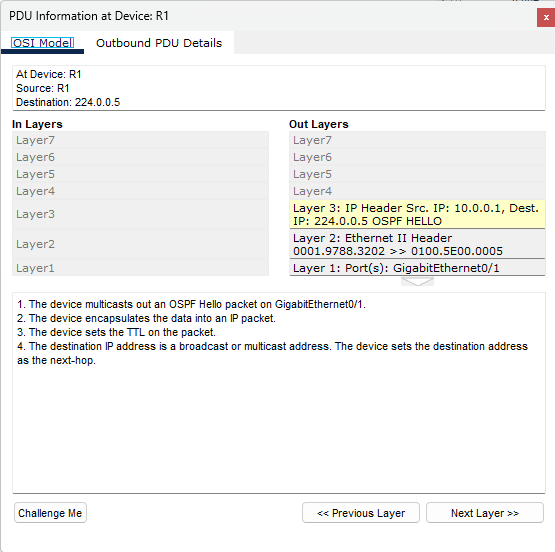 PDU Information at Device: R1
x
OSI Model Outbound PDU Details
At Device: R1
Source: R1
Destination: 224.0.0.5
In Layers
Layer7
Layer6
Layer5
Layer4
Layer3
Layer2
Layer1
Out Layers
Layer7
Layer6
Layer5
Layer4
Layer 3: IP Header Src. IP: 10.0.0.1, Dest.
IP: 224.0.0.5 OSPF HELLO
Layer 2: Ethernet II Header
0001.9788.3202 >> 0100.5E00.0005
Layer 1: Port(s): GigabitEthernet0/1
1. The device multicasts out an OSPF Hello packet on GigabitEthernet0/1.
2. The device encapsulates the data into an IP packet.
3. The device sets the TTL on the packet.
4. The destination IP address is a broadcast or multicast address. The device sets the destination address
as the next-hop.
Challenge Me
<< Previous Layer
Next Layer >>